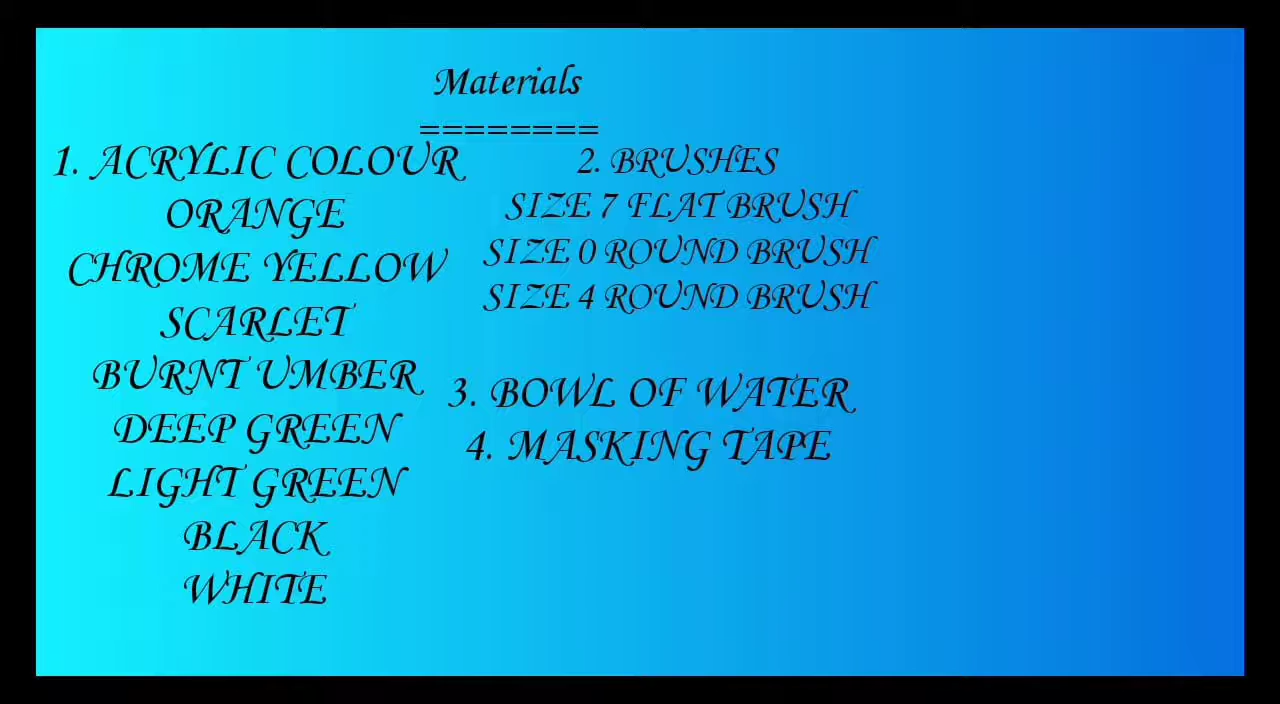 Materials
========
1. ACRYLIC COLOUR
ORANGE
CHROME YELLOW
SCARLET
BURNT UMBER
DEEP GREEN
LIGHT GREEN
BLACK
WHITE
2. BRUSHES
SIZE 7 FLAT BRUSH
SIZE 0 ROUND BRUSH
SIZE 4 ROUND BRUSH
3. BOWL OF WATER
4. MASKING TAPE